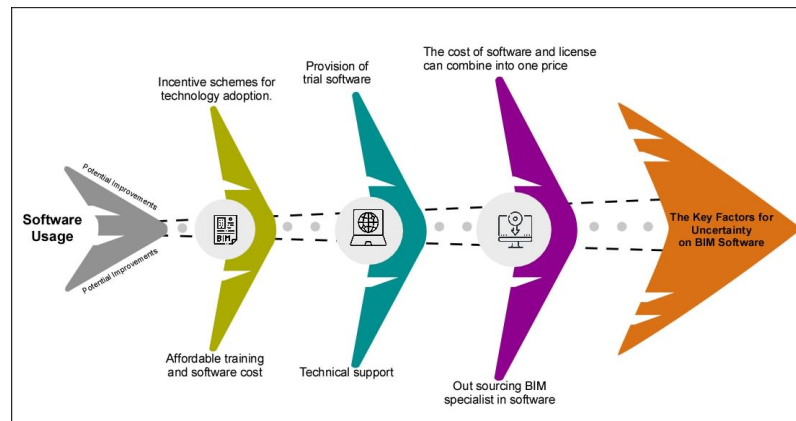 The cost of software and license
can combine into one price
Provision of
trial software
Incentive schemes for
technology adoption.
Potential Improvements
Software
Usage
Potential Improvements
BIM
The Key Factors for
Uncertainty
on BIM Software
Affordable training
and software cost
Technical support
Out sourcing BIM
specialist in software